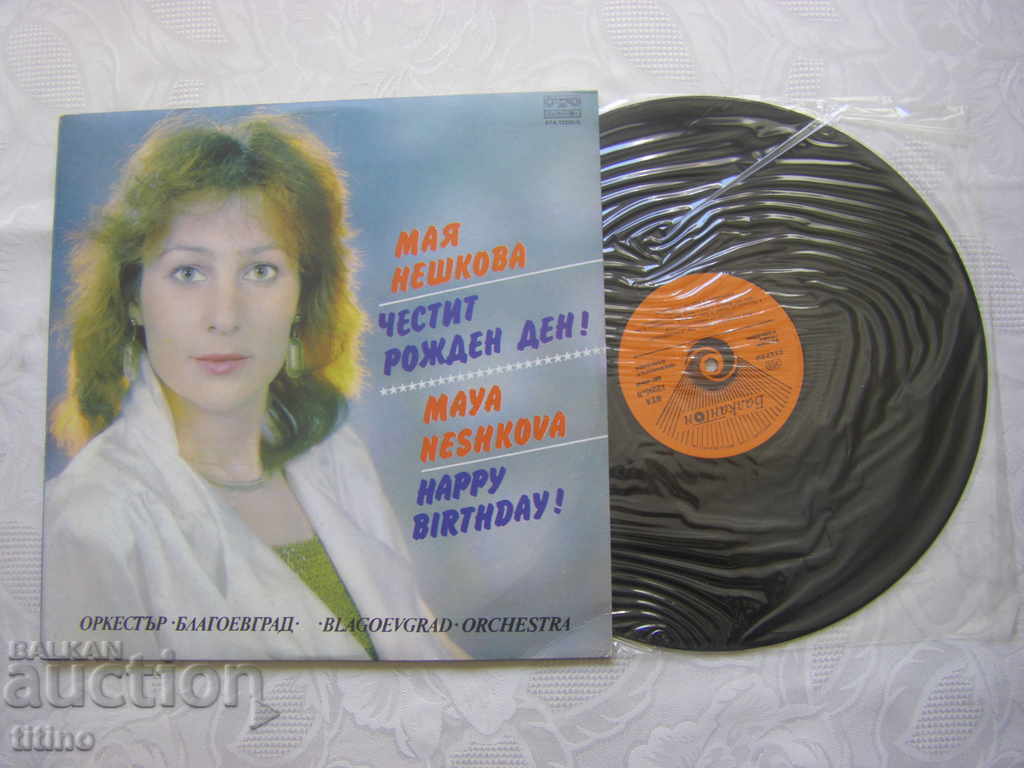 МАЯ
НЕШКОВА
ЧЕСТИТ
РОЖДЕН ДЕН!
MAYA
NESHKOVA
HAPPY
BIRTHDAY!
ОРКЕСТЪР ·БЛАГОЕВГРАД· ·BLAGOEVGRAD· ORCHESTRA
Балкантон
BALKAN
auction
titino